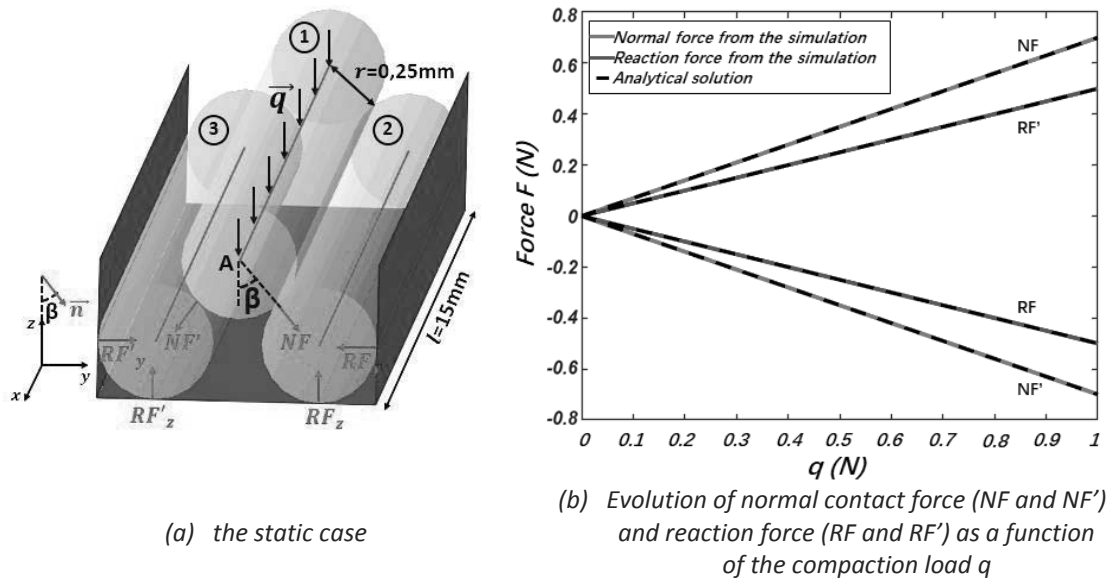 1
r=0,25mm
q
3
2
A
β
β
n
z
x
y
RF'y
NF'
NF
RF
RF'z
RFz
l=15mm
(a) the static case
Normal force from the simulation
Reaction force from the simulation
Analytical solution
NF
RF'
RF
NF'
Force F (N)
0.8
0.6
0.4
0.2
0
-0.2
-0.4
-0.6
-0.8
0 0.1 0.2 0.3 0.4 0.5 0.6 0.7 0.8 0.9 1
q (N)
(b) Evolution of normal contact force (NF and NF’)
and reaction force (RF and RF’) as a function
of the compaction load q